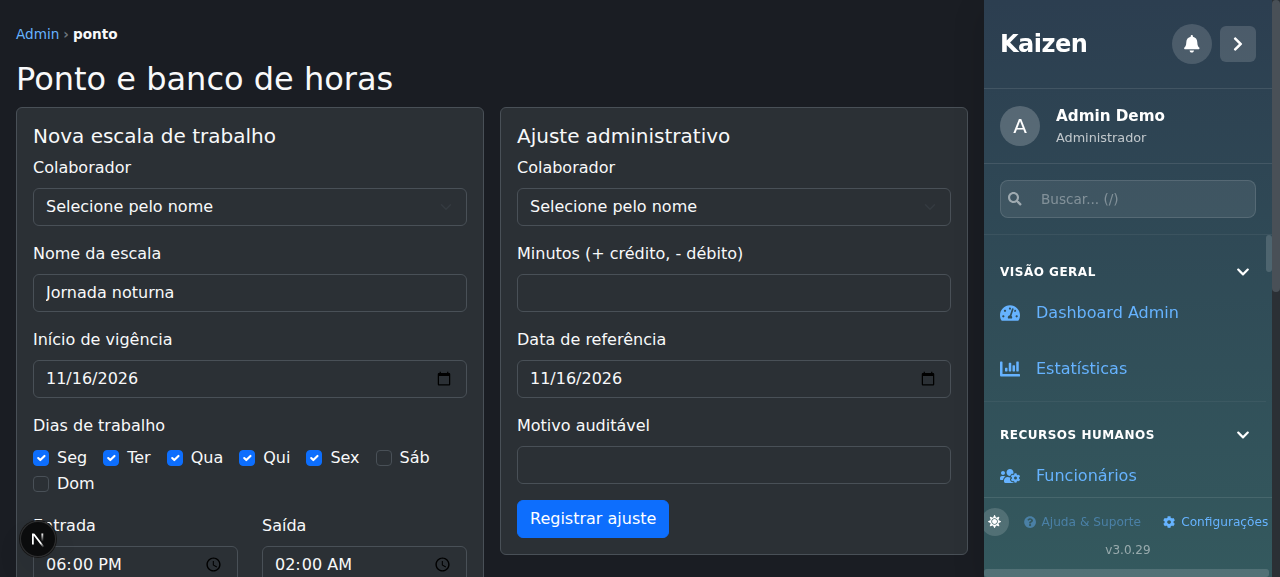 Admin › ponto
Ponto e banco de horas
Nova escala de trabalho
Colaborador
Selecione pelo nome
Nome da escala
Jornada noturna
Início de vigência
11/16/2026
Dias de trabalho
Seg Ter Qua Qui Sex Sáb
Dom
Entrada Saída
06:00 PM 02:00 AM
N
Ajuste administrativo
Colaborador
Selecione pelo nome
Minutos (+ crédito, - débito)
Data de referência
11/16/2026
Motivo auditável
Registrar ajuste
Kaizen
A
Admin Demo
Administrador
Buscar... (/)
VISÃO GERAL
Dashboard Admin
Estatísticas
RECURSOS HUMANOS
Funcionários
Ajuda & Suporte Configurações
v3.0.29